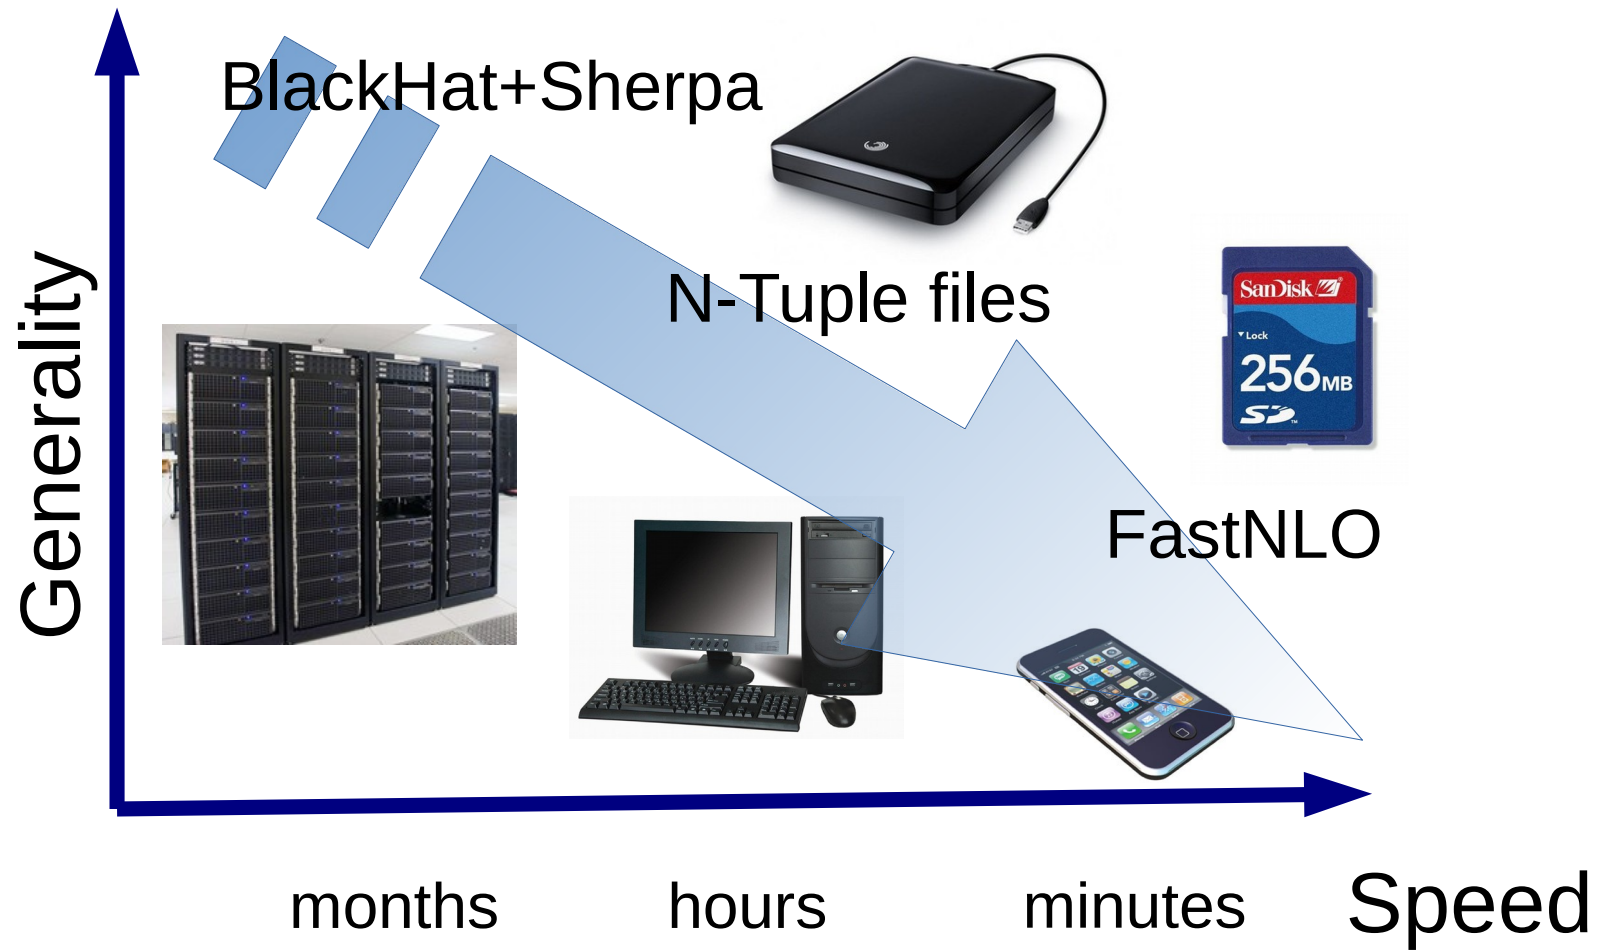 BlackHat+Sherpa
N-Tuple files
SanDisk
Lock
256MB
SD
FastNLO
Generality
months
hours
minutes
Speed